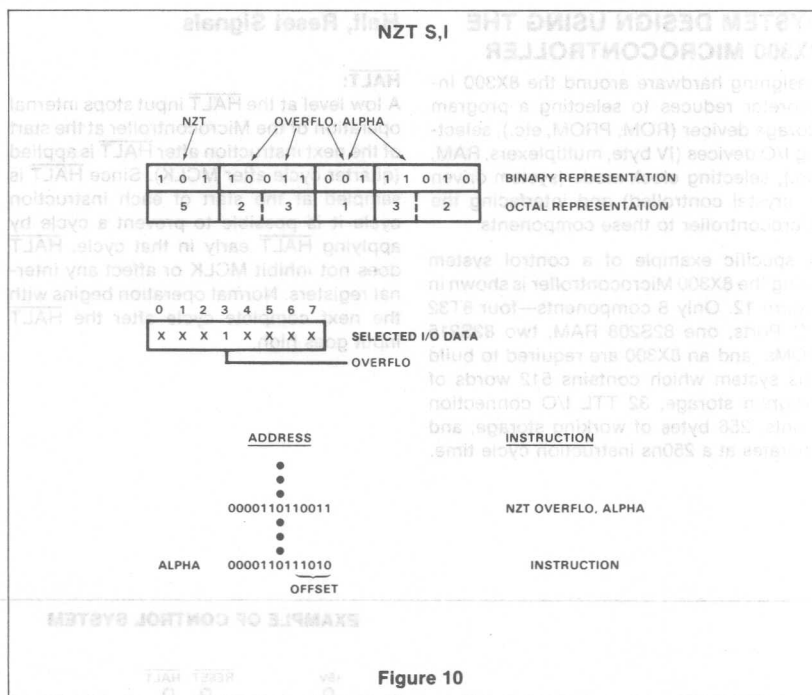 NZT S,I
NZT OVERFLO, ALPHA
1 0 1 1 0 0 1 1 0 0 1 1 1 0 1 0 BINARY REPRESENTATION
5 2 3 1 3 2 OCTAL REPRESENTATION
0 1 2 3 4 5 6 7
X X X 1 X X X X SELECTED I/O DATA
OVERFLO
ADDRESS INSTRUCTION
0000110110011 NZT OVERFLO, ALPHA
ALPHA 0000110111010 INSTRUCTION
OFFSET
Figure 10